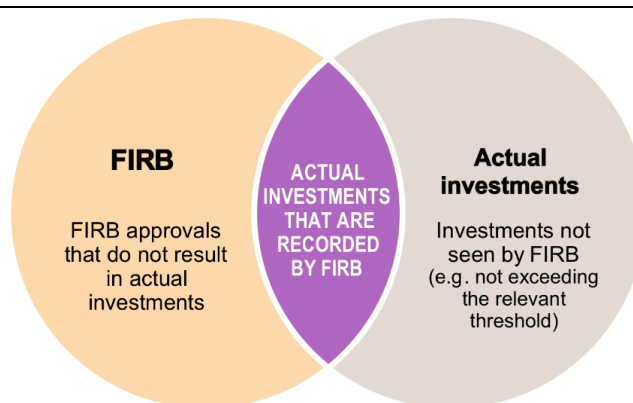 FIRB
FIRB approvals
that do not result
in actual
investments
ACTUAL
INVESTMENTS
THAT ARE
RECORDED
BY FIRB
Actual
investments
Investments not
seen by FIRB
(e.g. not exceeding
the relevant
threshold)